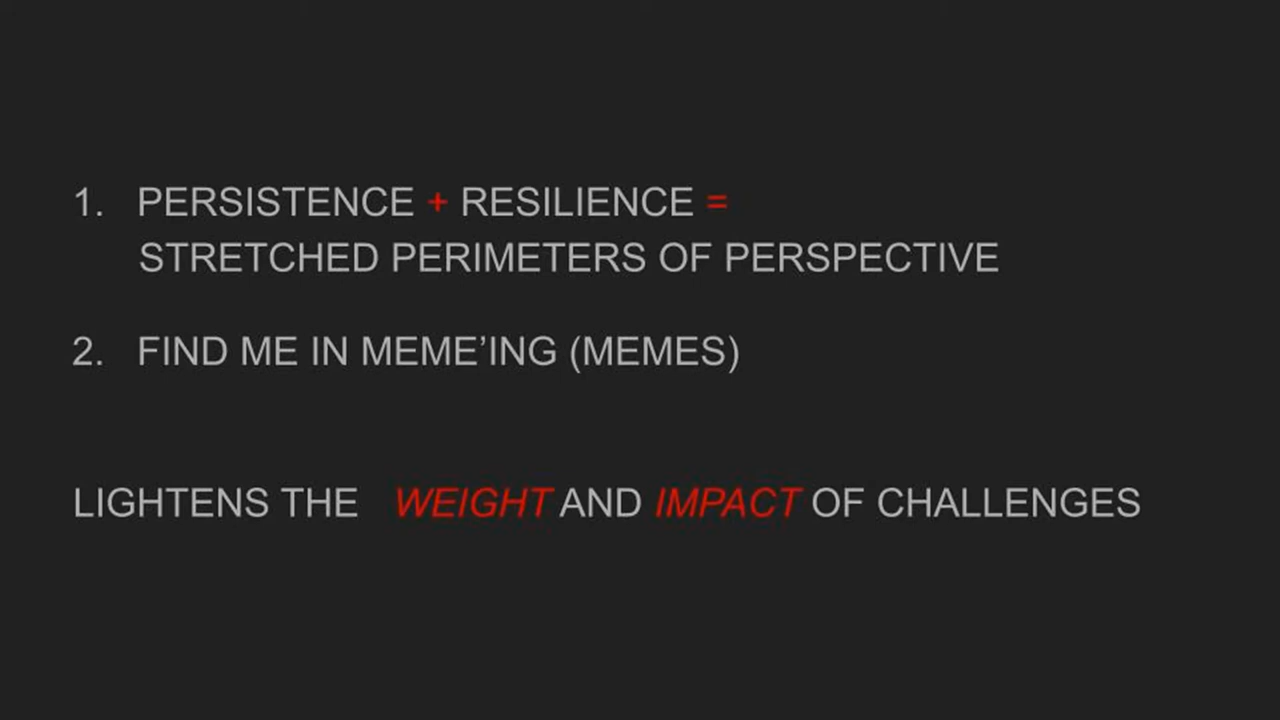 1. PERSISTENCE + RESILIENCE =
STRETCHED PERIMETERS OF PERSPECTIVE
2. FIND ME IN MEME’ING (MEMES)
LIGHTENS THE WEIGHT AND IMPACT OF CHALLENGES